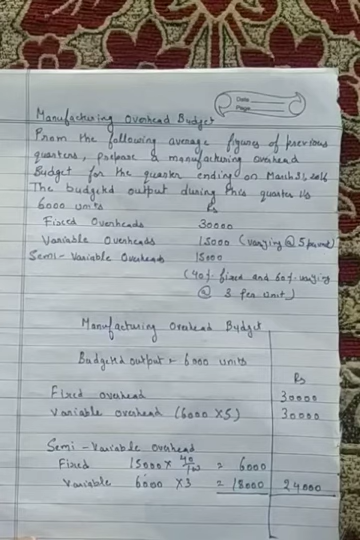 Date
Page
Manufacturing Overhead Budget
From the following average figures of previous
quarters, prepare a manufacturing overhead
Budget for the quarter ending on March 31, 2016
The budgeted output during this quarter is
6000 units Rs
Fixed Overheads 30000
Variable Overheads 15000 (varying @ 5 per unit)
Semi-Variable Overheads 15000
(40% fixed and 60% varying
@ 3 Per unit)
Manufacturing Overhead Budget
Budgeted output = 6000 units
Rs
Fixed overhead 30000
Variable overhead (6000 x 5) 30000
Semi-Variable overhead
Fixed 15000 x 40/100 = 6000
Variable 6000 x 3 = 18000 24000